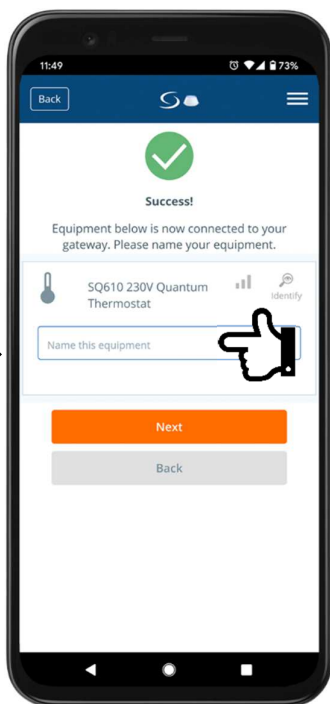 11:49
73%
Back
Success!
Equipment below is now connected to your
gateway. Please name your equipment.
SQ610 230V Quantum
Thermostat
Identify
Name this equipment
Next
Back